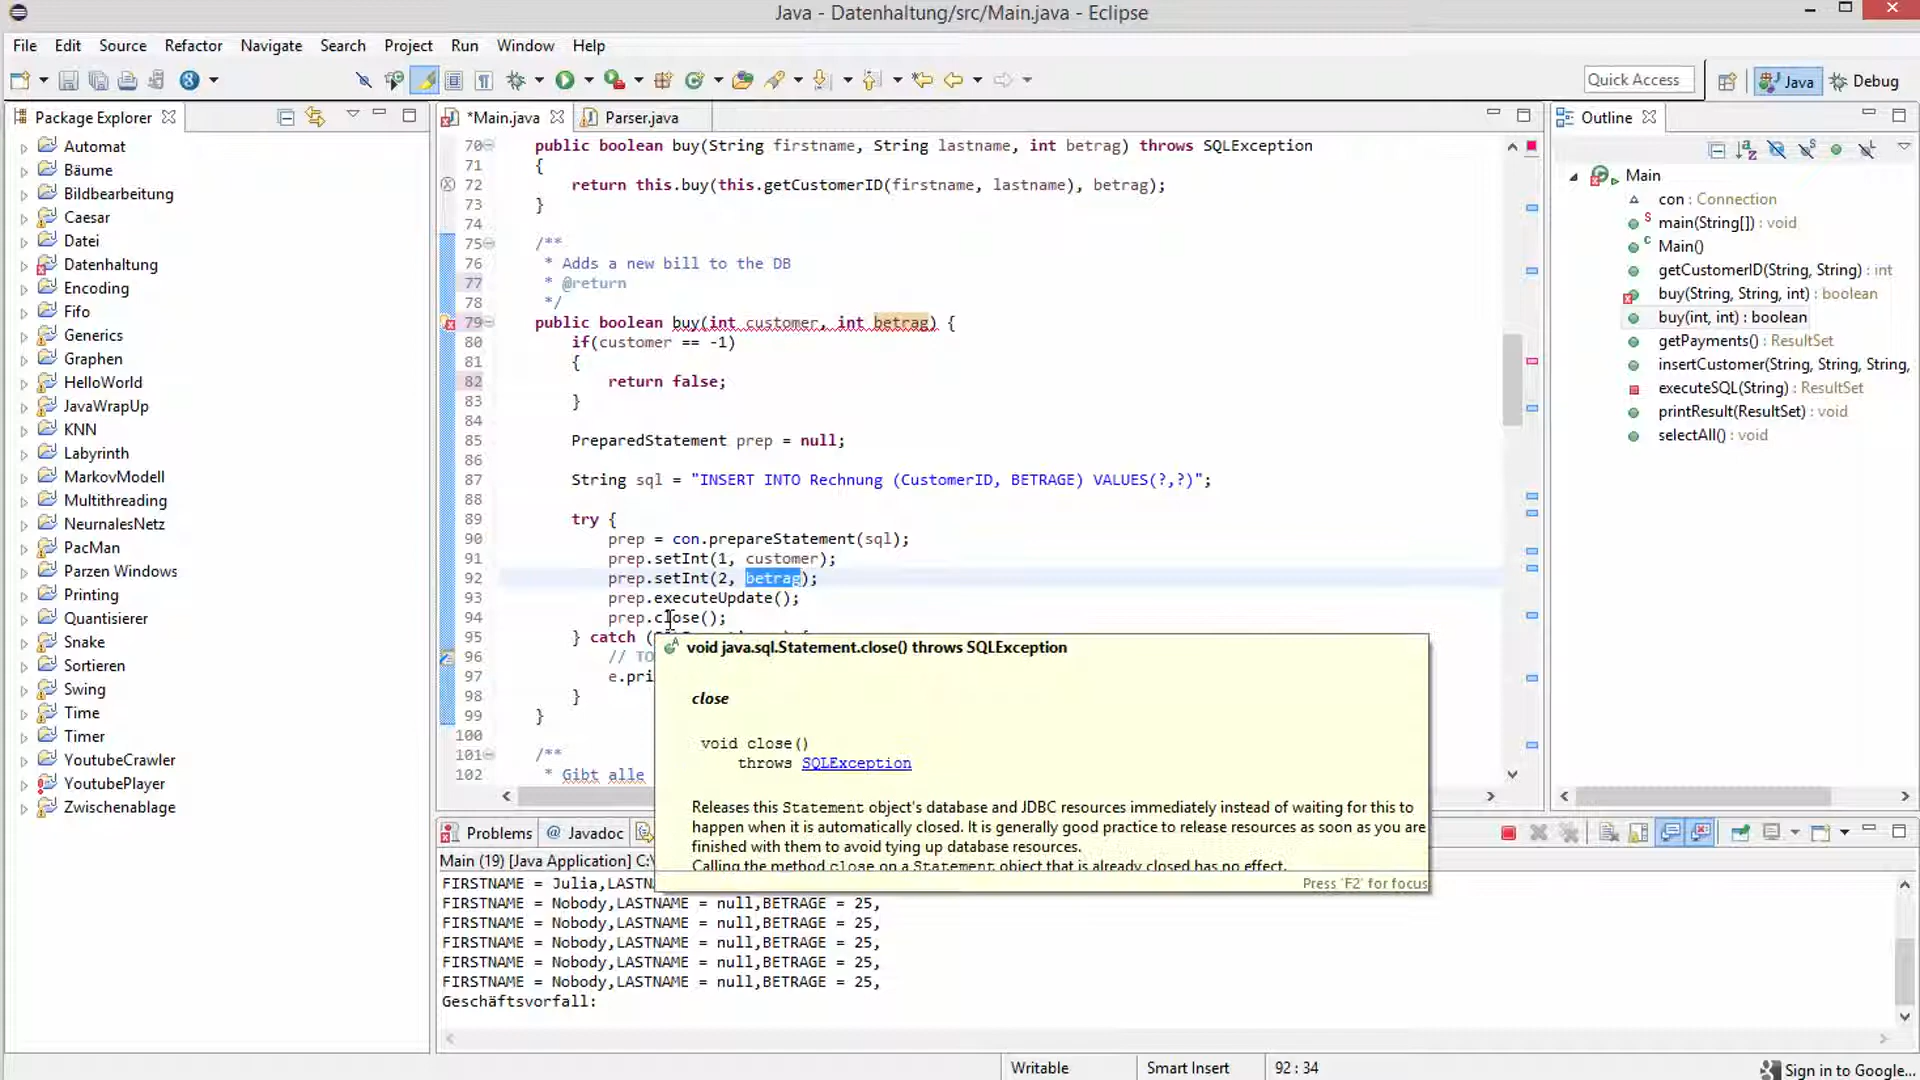 Java - Datenhaltung/src/Main.java - Eclipse
File Edit Source Refactor Navigate Search Project Run Window Help
Quick Access Java Debug
Package Explorer
Automat
Bäume
Bildbearbeitung
Caesar
Datei
Datenhaltung
Encoding
Fifo
Generics
Graphen
HelloWorld
JavaWrapUp
KNN
Labyrinth
MarkovModell
Multithreading
NeurnalesNetz
PacMan
Parzen Windows
Printing
Quantisierer
Snake
Sortieren
Swing
Time
Timer
YoutubeCrawler
YoutubePlayer
Zwischenablage
*Main.java Parser.java
70 public boolean buy(String firstname, String lastname, int betrag) throws SQLException
71 {
72 return this.buy(this.getCustomerID(firstname, lastname), betrag);
73 }
74
75 /**
76 * Adds a new bill to the DB
77 * @return
78 */
79 public boolean buy(int customer, int betrag) {
80 if(customer == -1)
81 {
82 return false;
83 }
84
85 PreparedStatement prep = null;
86
87 String sql = "INSERT INTO Rechnung (CustomerID, BETRAGE) VALUES(?,?)";
88
89 try {
90 prep = con.prepareStatement(sql);
91 prep.setInt(1, customer);
92 prep.setInt(2, betrag);
93 prep.executeUpdate();
94 prep.close();
95 } catch (
96 // TO
97 e.pri
98 }
99 }
100
101 /**
102 * Gibt alle
void java.sql.Statement.close() throws SQLException
close
void close()
throws SQLException
Releases this Statement object's database and JDBC resources immediately instead of waiting for this to
happen when it is automatically closed. It is generally good practice to release resources as soon as you are
finished with them to avoid tying up database resources.
Calling the method close on a Statement object that is already closed has no effect.
Press 'F2' for focus
Outline
Main
con : Connection
main(String[]) : void
Main()
getCustomerID(String, String) : int
buy(String, String, int) : boolean
buy(int, int) : boolean
getPayments() : ResultSet
insertCustomer(String, String, String,
executeSQL(String) : ResultSet
printResult(ResultSet) : void
selectAll() : void
Problems @ Javadoc
Main (19) [Java Application] C:\
FIRSTNAME = Julia,LASTN
FIRSTNAME = Nobody,LASTNAME = null,BETRAGE = 25,
FIRSTNAME = Nobody,LASTNAME = null,BETRAGE = 25,
FIRSTNAME = Nobody,LASTNAME = null,BETRAGE = 25,
FIRSTNAME = Nobody,LASTNAME = null,BETRAGE = 25,
FIRSTNAME = Nobody,LASTNAME = null,BETRAGE = 25,
Geschäftsvorfall:
Writable Smart Insert 92 : 34 Sign in to Google...